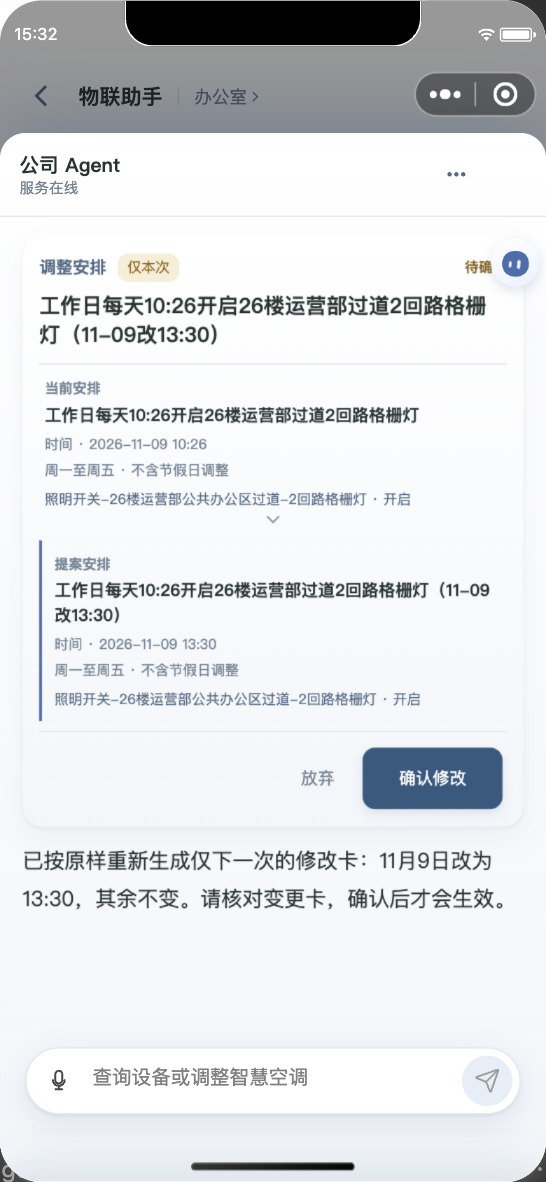 15:32
物联助手
办公室
公司 Agent
服务在线
调整安排 仅本次 待确
工作日每天10:26开启26楼运营部过道2回路格栅
灯（11-09改13:30）
当前安排
工作日每天10:26开启26楼运营部过道2回路格栅灯
时间 · 2026-11-09 10:26
周一至周五 · 不含节假日调整
照明开关-26楼运营部公共办公区过道-2回路格栅灯 · 开启
提案安排
工作日每天10:26开启26楼运营部过道2回路格栅灯（11-09
改13:30）
时间 · 2026-11-09 13:30
周一至周五 · 不含节假日调整
照明开关-26楼运营部公共办公区过道-2回路格栅灯 · 开启
放弃 确认修改
已按原样重新生成仅下一次的修改卡：11月9日改为
13:30，其余不变。请核对变更卡，确认后才会生效。
查询设备或调整智慧空调